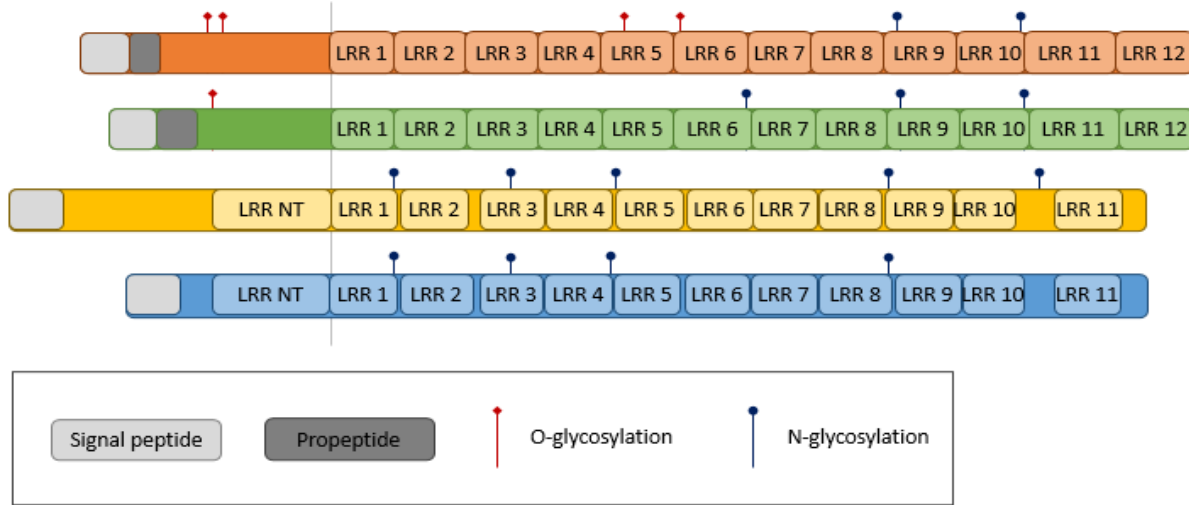 LRR 1 LRR 2 LRR 3 LRR 4 LRR 5 LRR 6 LRR 7 LRR 8 LRR 9 LRR 10 LRR 11 LRR 12
LRR 1 LRR 2 LRR 3 LRR 4 LRR 5 LRR 6 LRR 7 LRR 8 LRR 9 LRR 10 LRR 11 LRR 12
LRR NT LRR 1 LRR 2 LRR 3 LRR 4 LRR 5 LRR 6 LRR 7 LRR 8 LRR 9 LRR 10 LRR 11
LRR NT LRR 1 LRR 2 LRR 3 LRR 4 LRR 5 LRR 6 LRR 7 LRR 8 LRR 9 LRR 10 LRR 11
Signal peptide Propeptide O-glycosylation N-glycosylation